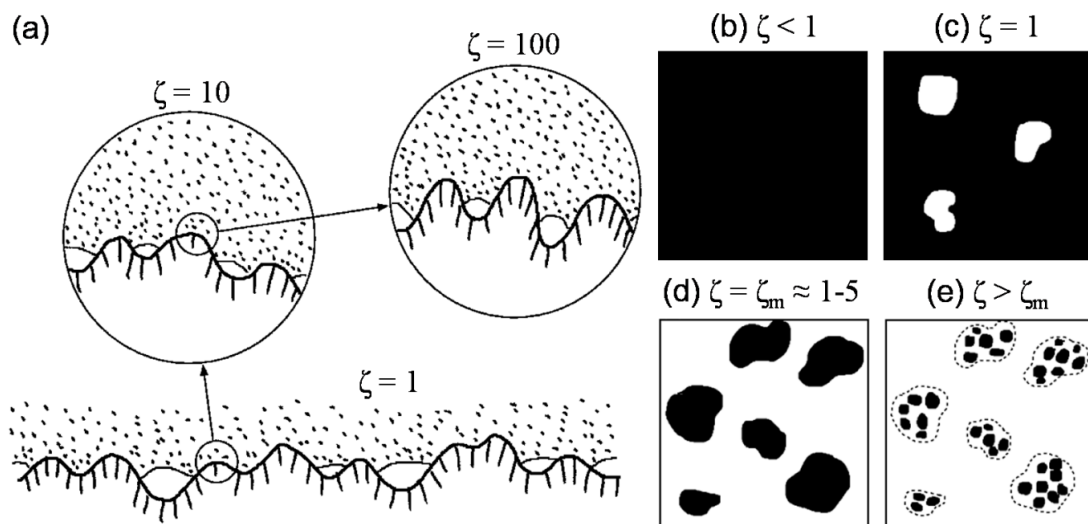 (a)
ζ = 10
ζ = 100
ζ = 1
(b) ζ < 1
(c) ζ = 1
(d) ζ = ζm ≈ 1-5
(e) ζ > ζm